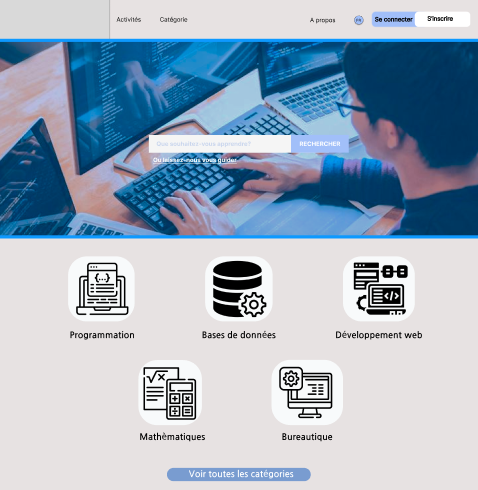 Activités Catégorie A propos FR Se connecter S'inscrire
Que souhaitez-vous apprendre? RECHERCHER
Ou laissez-nous vous guider
{...}
Programmation Bases de données Développement web
</>
√x
Mathèmatiques Bureautique
Voir toutes les catégories